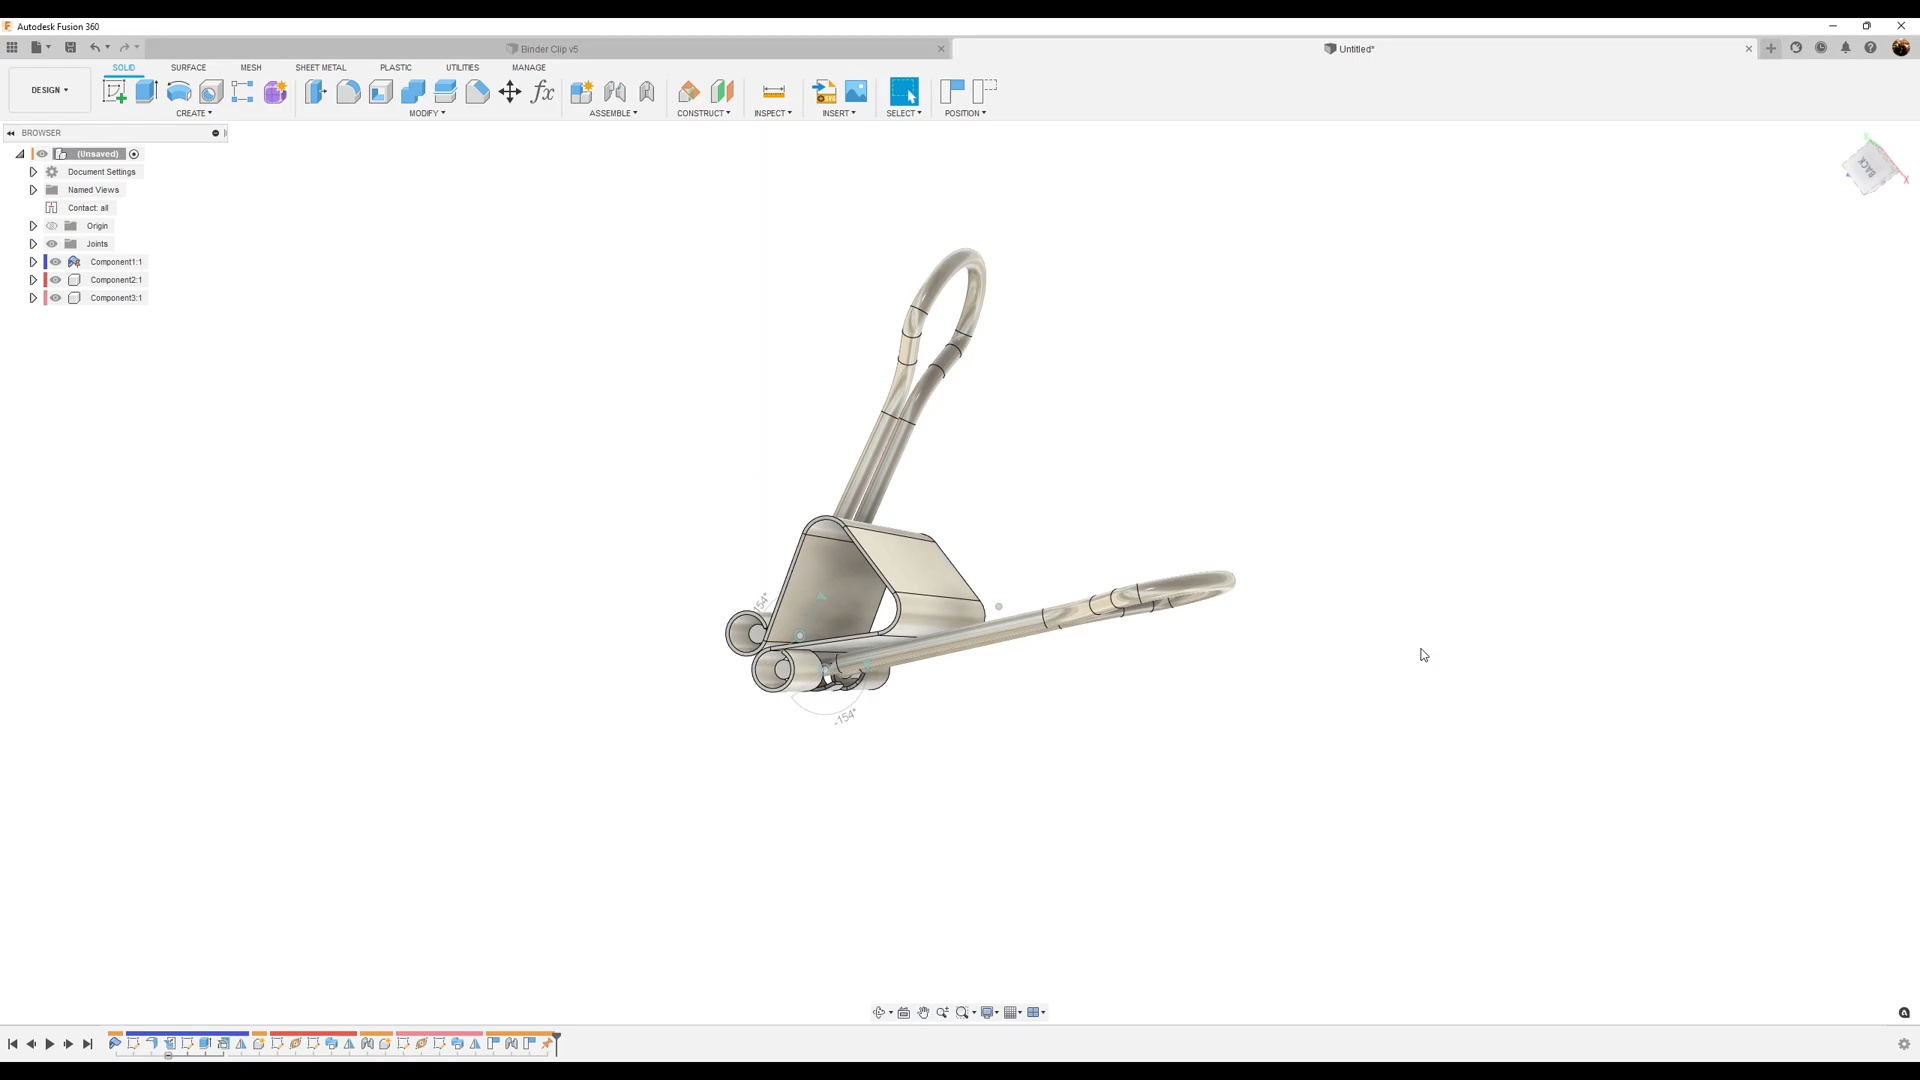 Autodesk Fusion 360
Binder Clip v5
Untitled*
DESIGN
SOLID
SURFACE
MESH
SHEET METAL
PLASTIC
UTILITIES
MANAGE
CREATE
MODIFY
ASSEMBLE
CONSTRUCT
INSPECT
INSERT
SELECT
POSITION
BROWSER
(Unsaved)
Document Settings
Named Views
Contact: all
Origin
Joints
Component1:1
Component2:1
Component3:1
BACK
X
154°
-154°